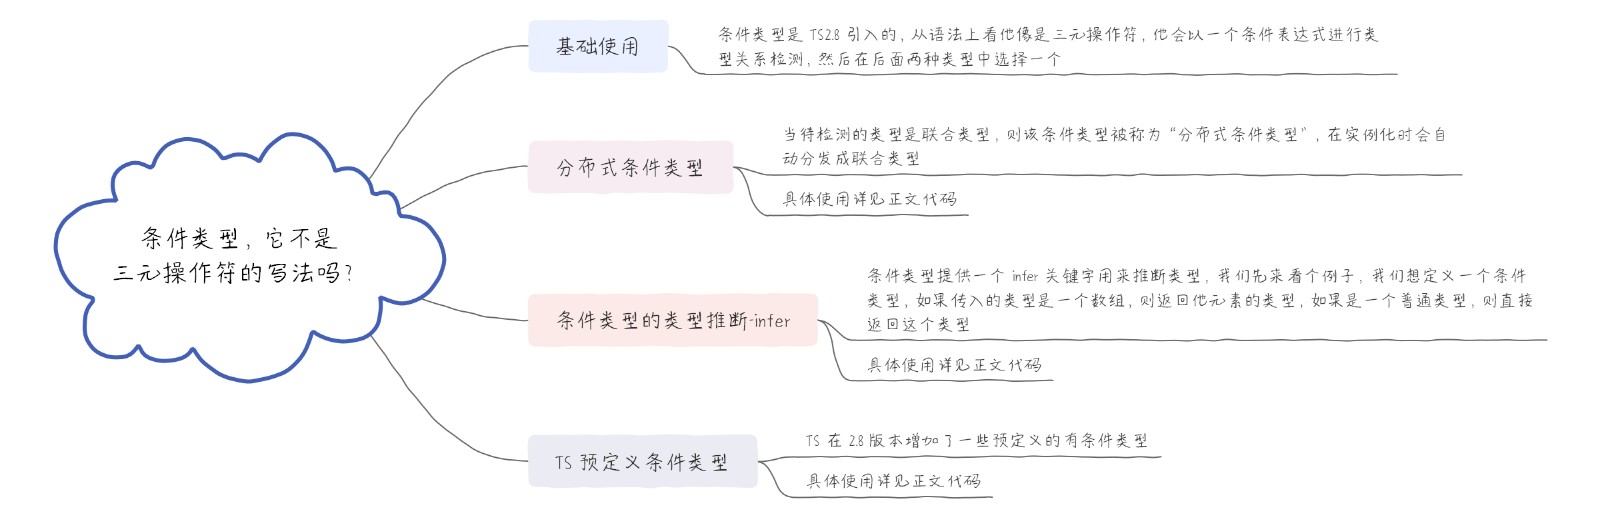 条件类型，它不是
三元操作符的写法吗？
基础使用
条件类型是 TS2.8 引入的，从语法上看他像是三元操作符，他会以一个条件表达式进行类
型关系检测，然后在后面两种类型中选择一个
分布式条件类型
当待检测的类型是联合类型，则该条件类型被称为“分布式条件类型”，在实例化时会自
动分发成联合类型
具体使用详见正文代码
条件类型的类型推断-infer
条件类型提供一个 infer 关键字用来推断类型，我们先来看个例子，我们想定义一个条件
类型，如果传入的类型是一个数组，则返回他元素的类型，如果是一个普通类型，则直接
返回这个类型
具体使用详见正文代码
TS 预定义条件类型
TS 在 2.8 版本增加了一些预定义的有条件类型
具体使用详见正文代码